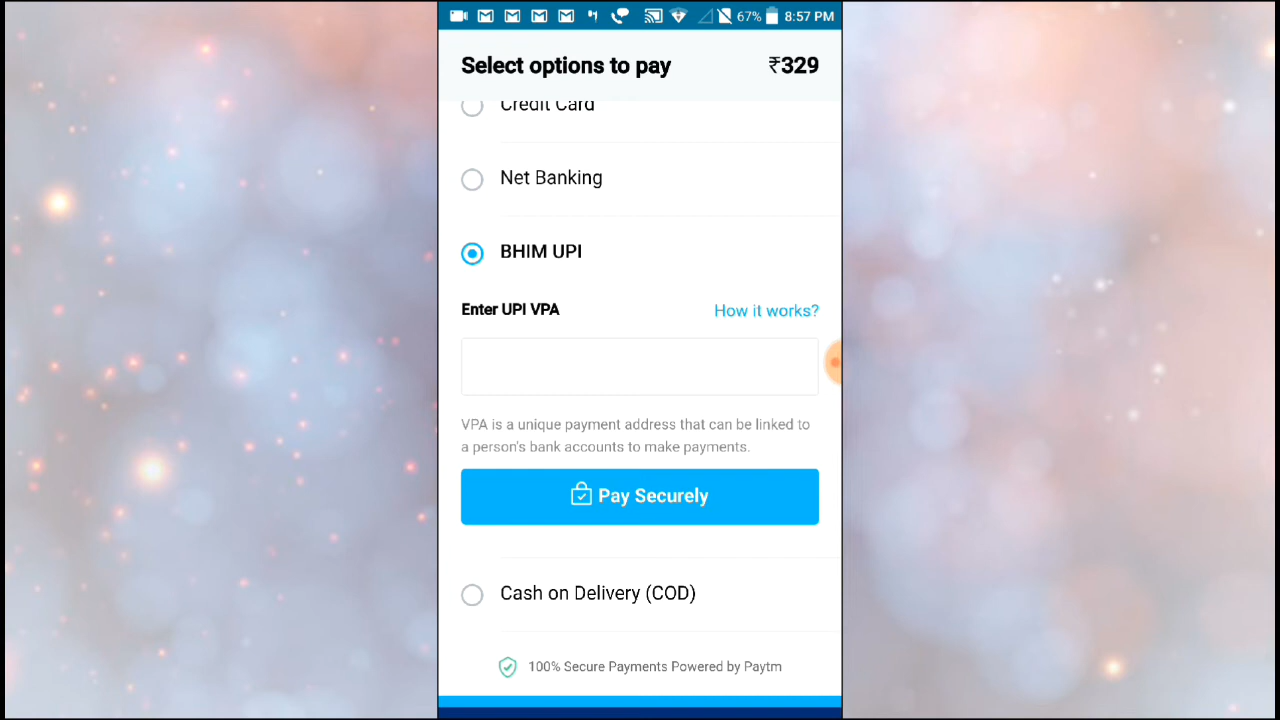 67% 8:57 PM
Select options to pay ₹329
Credit Card
Net Banking
BHIM UPI
Enter UPI VPA How it works?
VPA is a unique payment address that can be linked to
a person's bank accounts to make payments.
Pay Securely
Cash on Delivery (COD)
100% Secure Payments Powered by Paytm